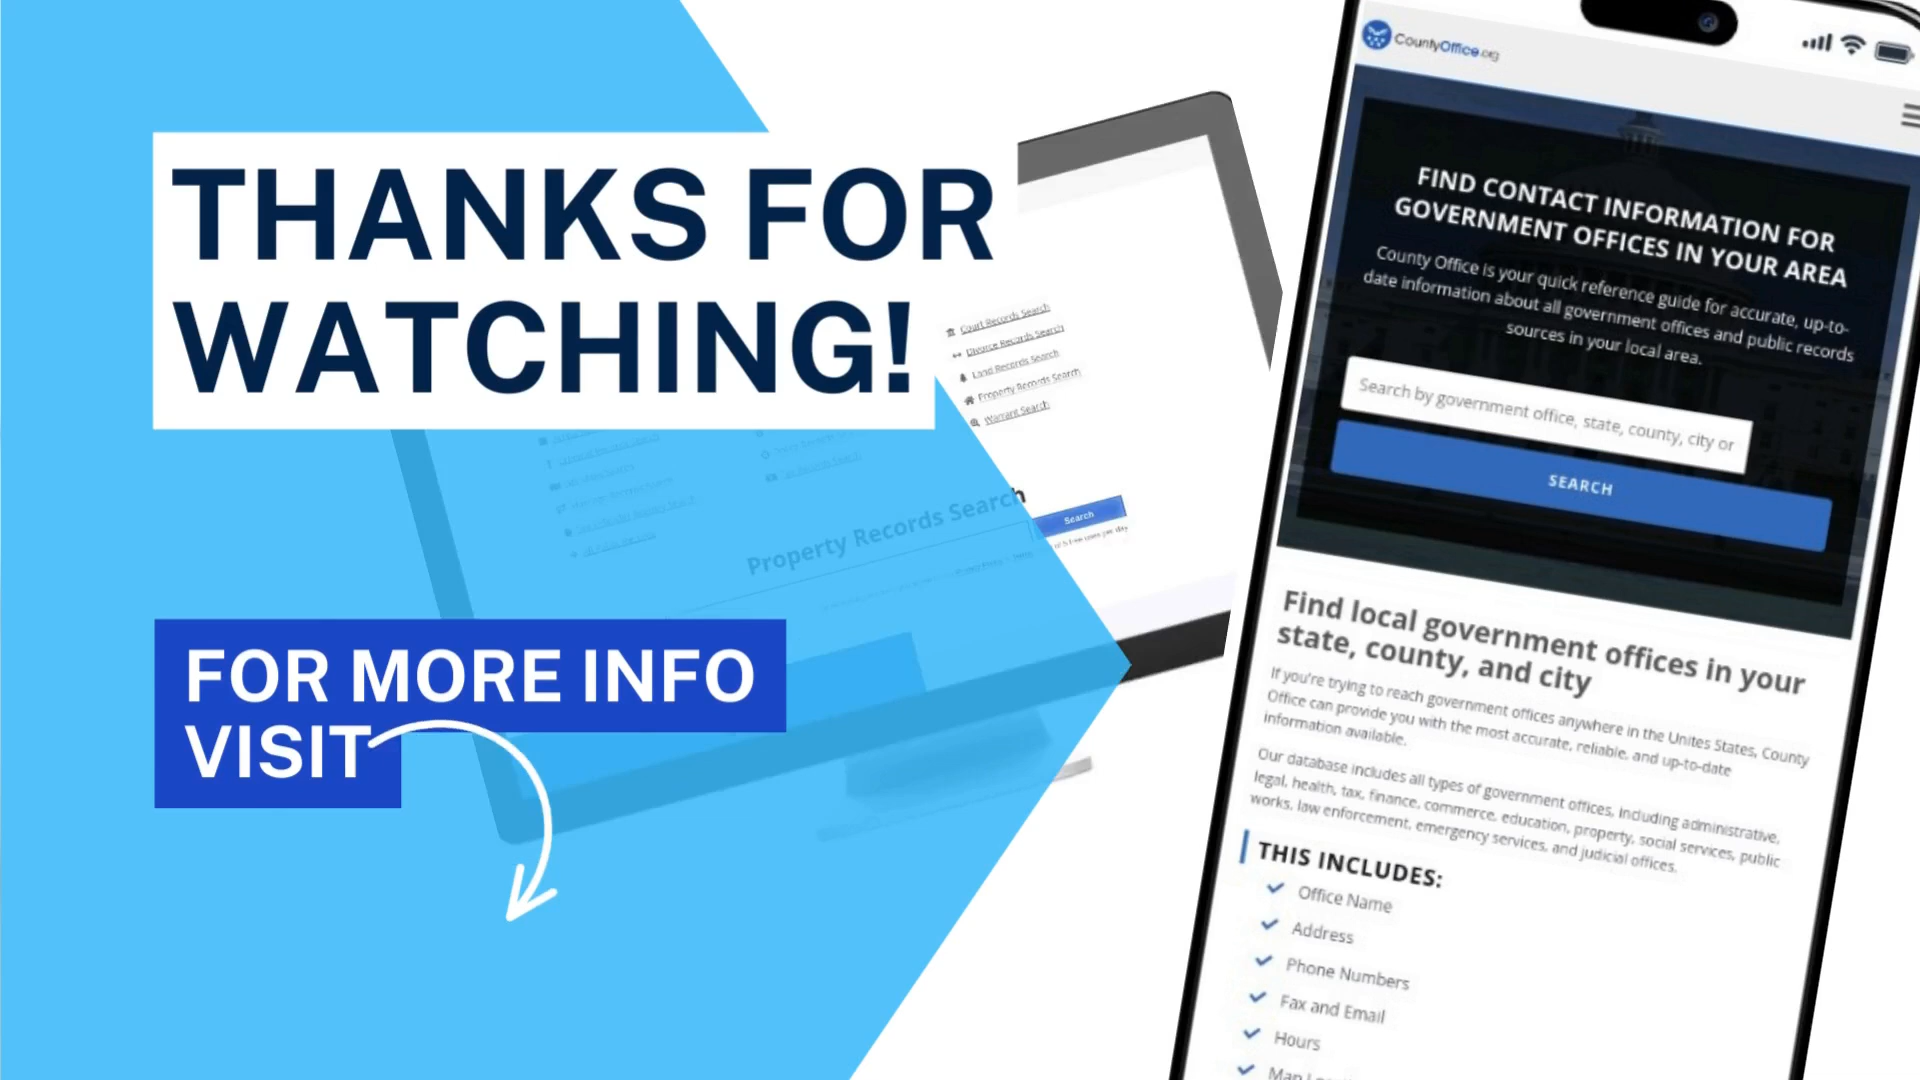 THANKS FOR
WATCHING!
FOR MORE INFO
VISIT
Court Records Search
Divorce Records Search
Land Records Search
Property Records Search
Warrant Search
Property Records Search
Search
of 5 free uses per day
CountyOffice.org
FIND CONTACT INFORMATION FOR
GOVERNMENT OFFICES IN YOUR AREA
County Office is your quick reference guide for accurate, up-to-
date information about all government offices and public records
sources in your local area.
Search by government office, state, county, city or
SEARCH
Find local government offices in your
state, county, and city
If you're trying to reach government offices anywhere in the Unites States, County
Office can provide you with the most accurate, reliable, and up-to-date
information available.
Our database includes all types of government offices, including administrative,
legal, health, tax, finance, commerce, education, property, social services, public
works, law enforcement, emergency services, and judicial offices.
THIS INCLUDES:
Office Name
Address
Phone Numbers
Fax and Email
Hours
Map